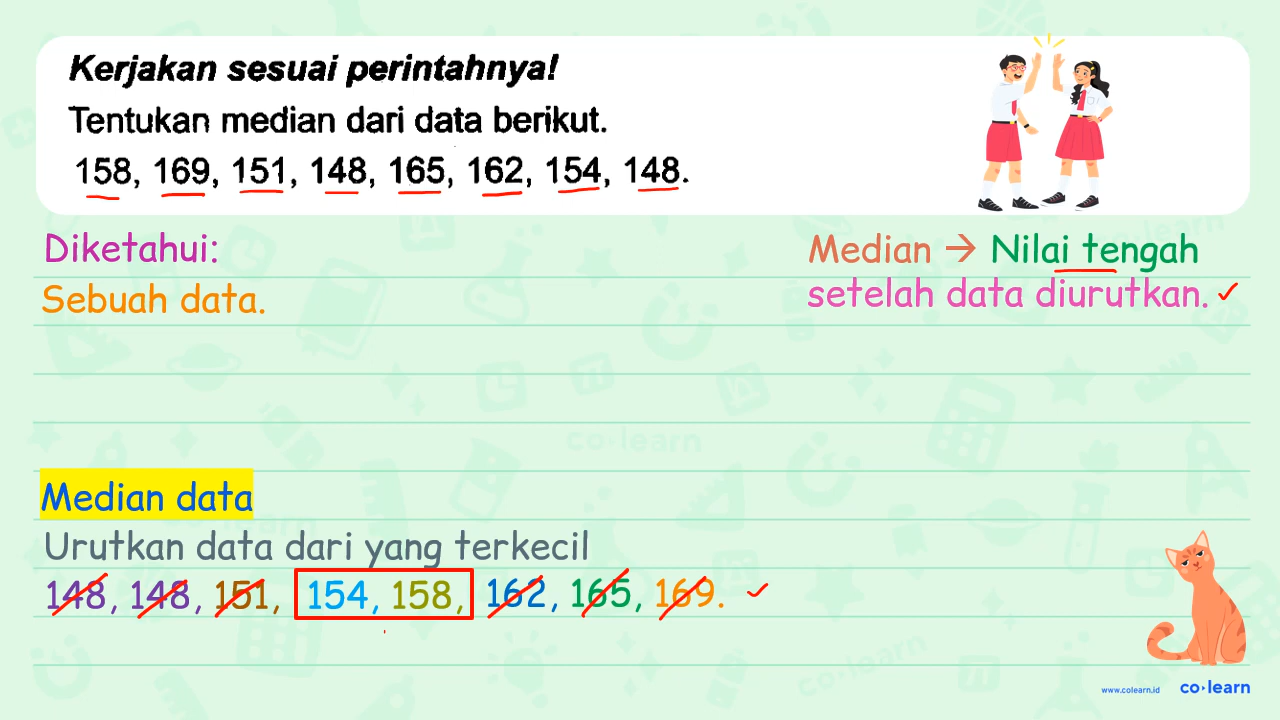 Kerjakan sesuai perintahnya!
Tentukan median dari data berikut.
158, 169, 151, 148, 165, 162, 154, 148.
Diketahui:
Sebuah data.
Median → Nilai tengah
setelah data diurutkan.
co·learn
Median data
Urutkan data dari yang terkecil
148, 148, 151, 154, 158, 162, 165, 169.
www.colearn.id
co·learn